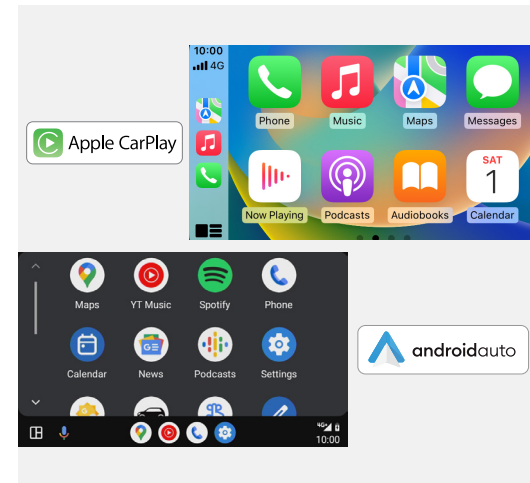 10:00
4G
Phone
Music
Maps
Messages
SAT
1
Now Playing
Podcasts
Audiobooks
Calendar
Apple CarPlay
Maps
YT Music
Spotify
Phone
Calendar
News
Podcasts
Settings
androidauto
4G
10:00